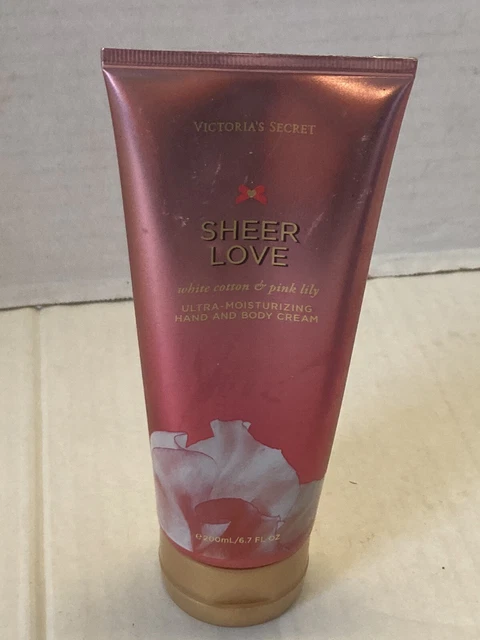 VICTORIA'S SECRET
SHEER
LOVE
white cotton & pink lily
ULTRA-MOISTURIZING
HAND AND BODY CREAM
℮200mL/6.7 FL OZ